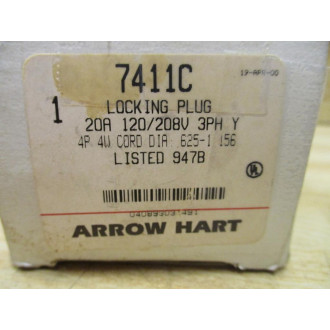 7411C
1
LOCKING PLUG
20A 120/208V 3PH Y
4P 4W CORD DIA .625-1.156
LISTED 947B
ARROW HART